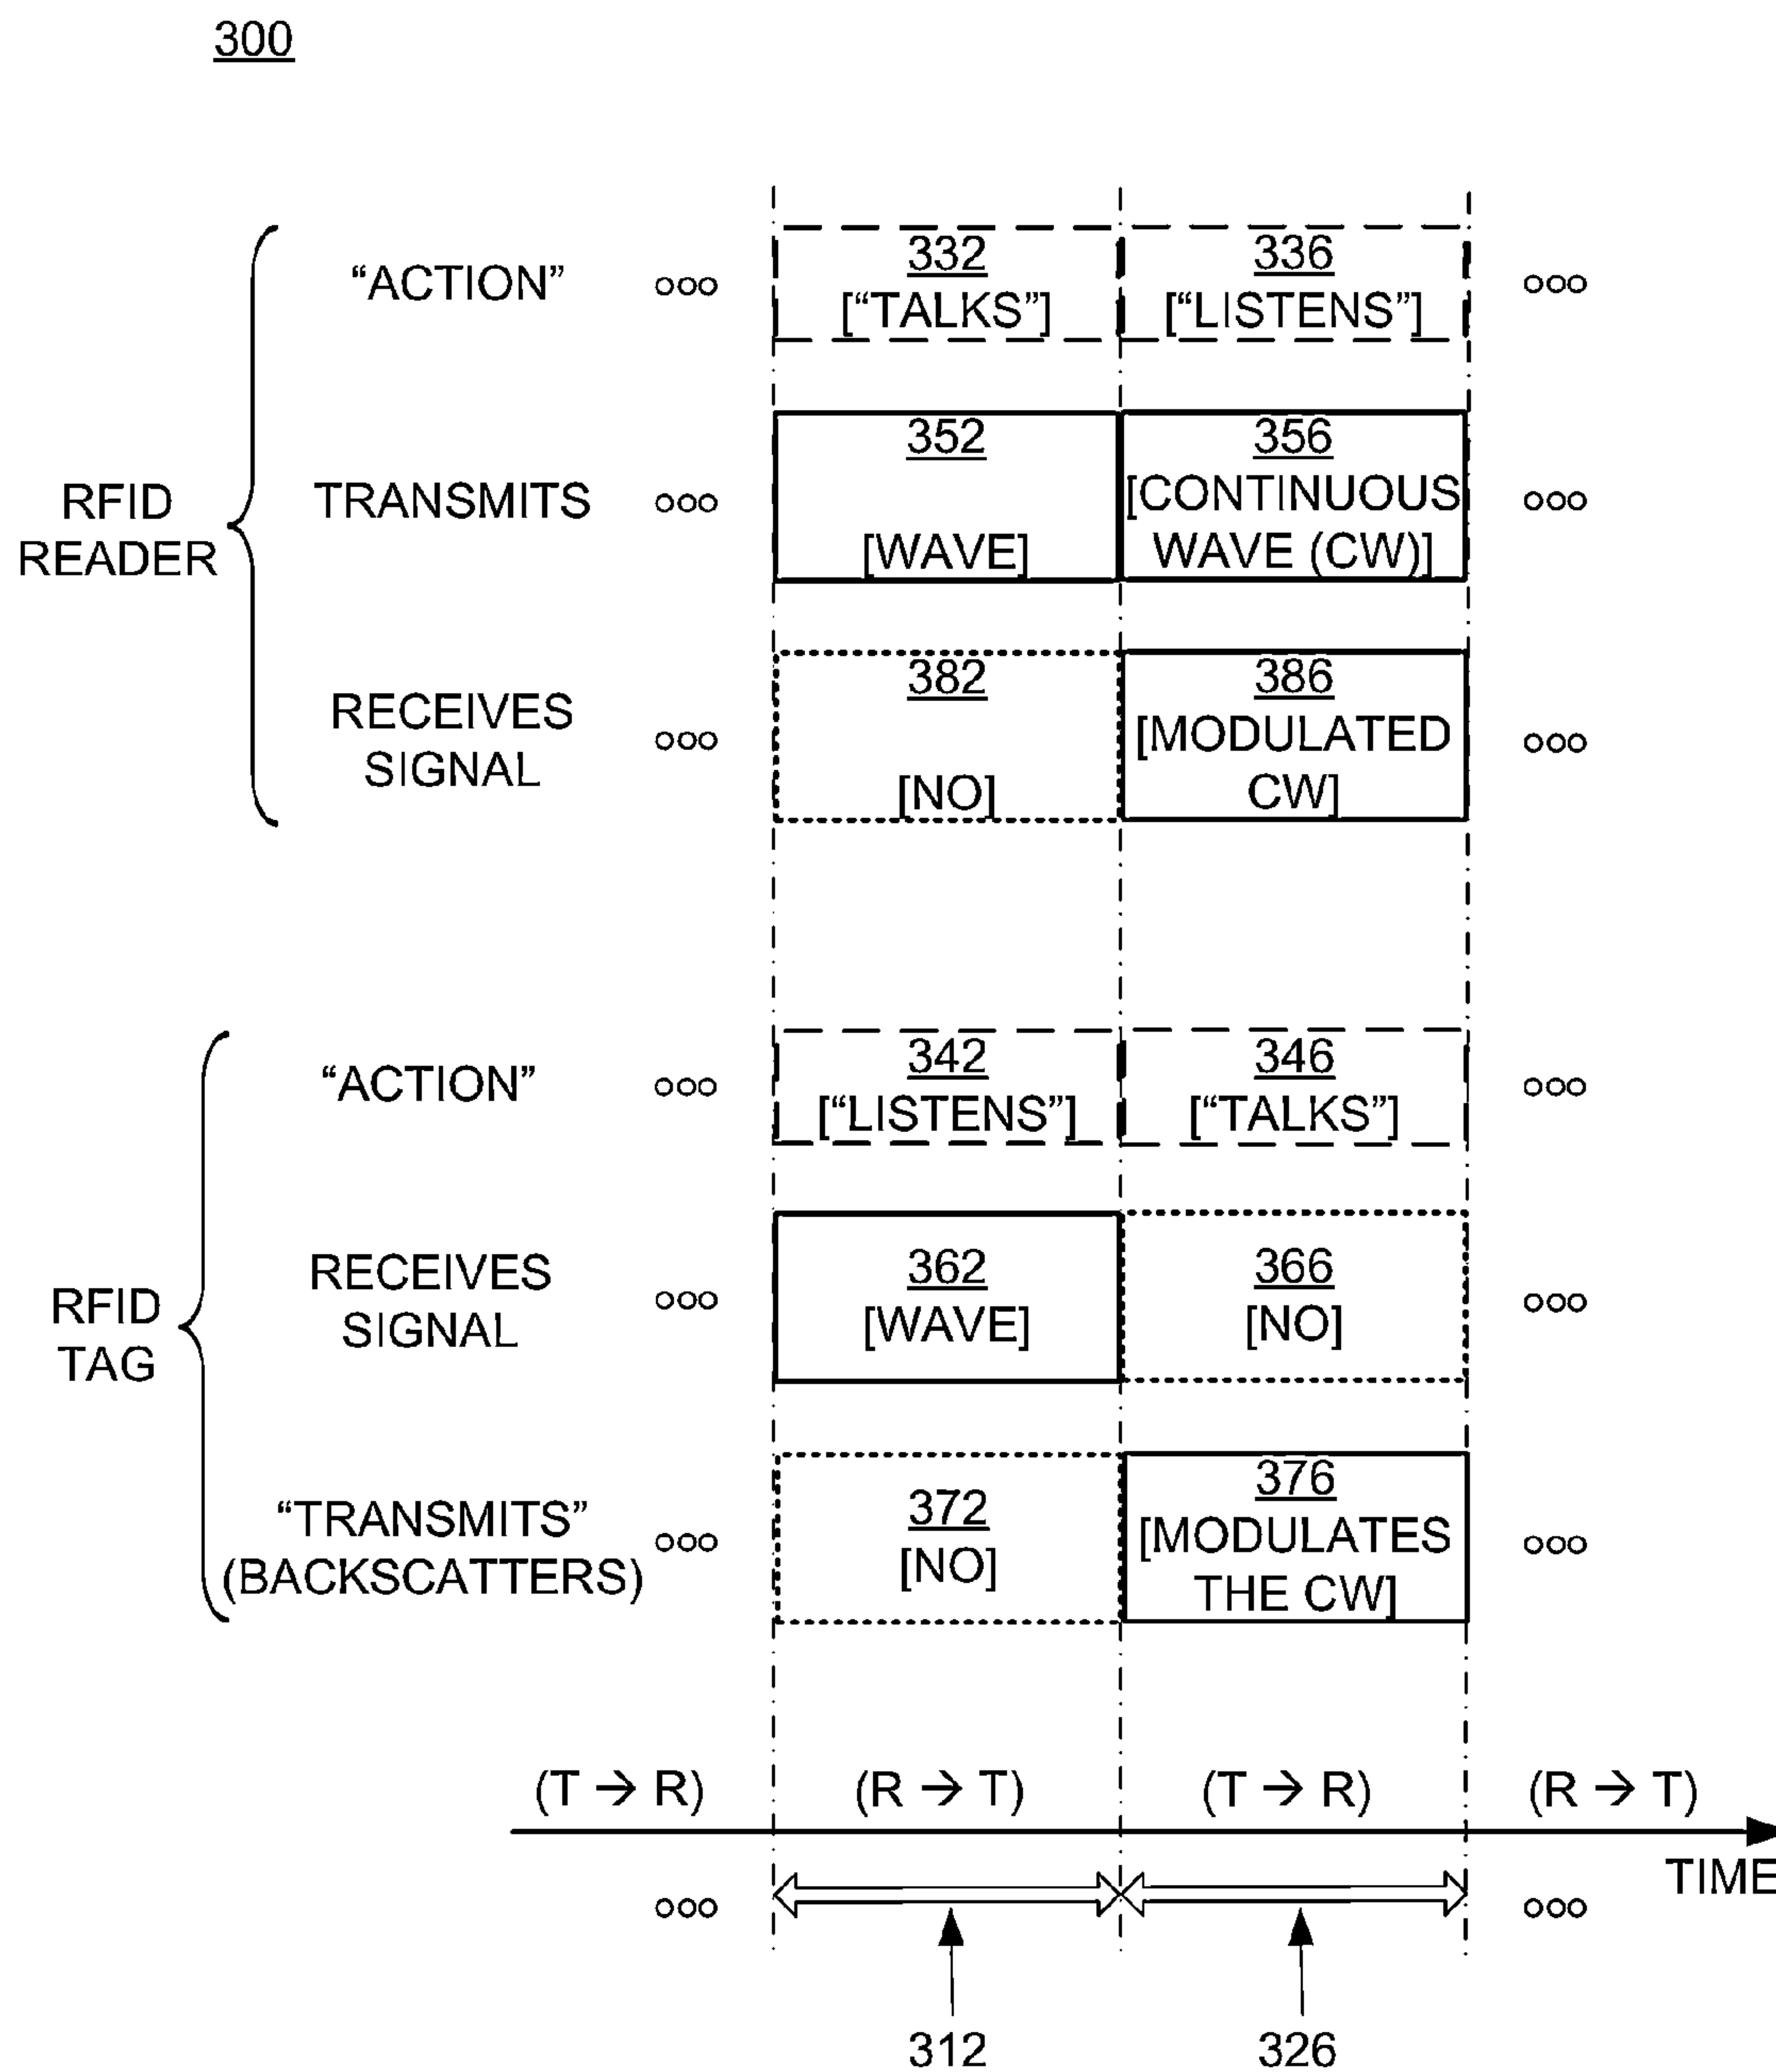 300
"ACTION"
ooo
332
["TALKS"]
336
["LISTENS"]
ooo
RFID
READER
TRANSMITS
ooo
352
[WAVE]
356
[CONTINUOUS
WAVE (CW)]
ooo
RECEIVES
SIGNAL
ooo
382
[NO]
386
[MODULATED
CW]
ooo
"ACTION"
ooo
342
["LISTENS"]
346
["TALKS"]
ooo
RFID
TAG
RECEIVES
SIGNAL
ooo
362
[WAVE]
366
[NO]
ooo
"TRANSMITS"
(BACKSCATTERS)
ooo
372
[NO]
376
[MODULATES
THE CW]
ooo
(T → R)
(R → T)
(T → R)
(R → T)
TIME
ooo
ooo
312
326